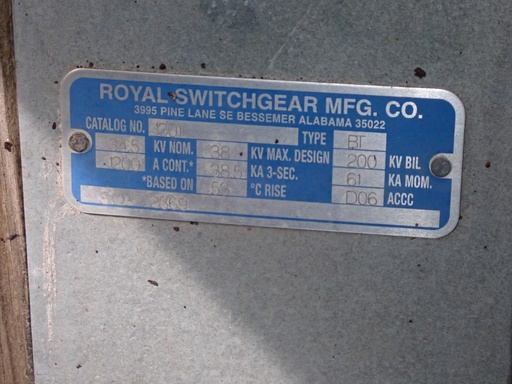 ROYAL SWITCHGEAR MFG. CO.
3995 PINE LANE SE BESSEMER ALABAMA 35022
CATALOG NO. TYPE
KV NOM. KV MAX. DESIGN 200 KV BIL
1200 A CONT.* KA 3-SEC. 61 KA MOM.
*BASED ON °C RISE D06 ACCC